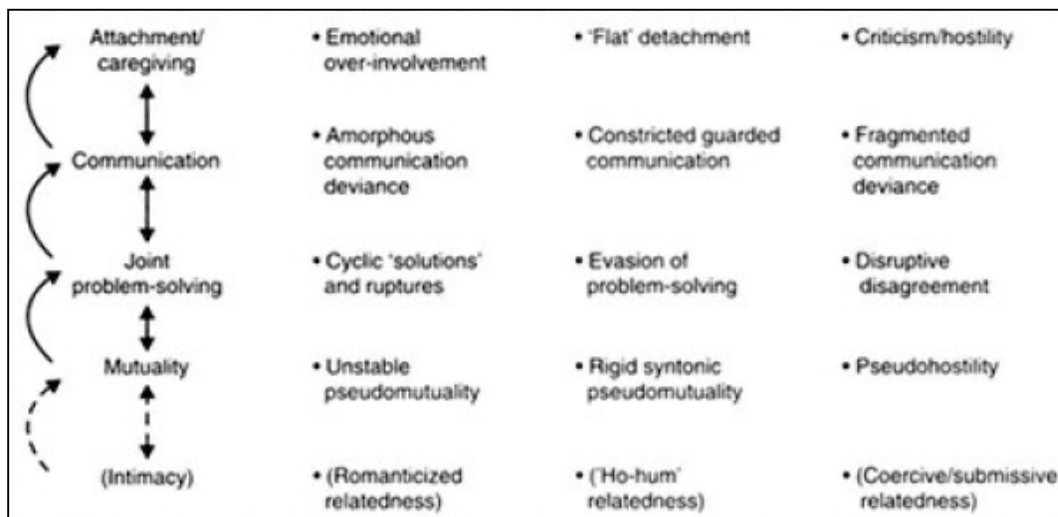 Attachment/
caregiving
• Emotional
over-involvement
• 'Flat' detachment
• Criticism/hostility
Communication
• Amorphous
communication
deviance
• Constricted guarded
communication
• Fragmented
communication
deviance
Joint
problem-solving
• Cyclic 'solutions'
and ruptures
• Evasion of
problem-solving
• Disruptive
disagreement
Mutuality
• Unstable
pseudomutuality
• Rigid syntonic
pseudomutuality
• Pseudohostility
(Intimacy)
• (Romanticized
relatedness)
• ('Ho-hum'
relatedness)
• (Coercive/submissive
relatedness)